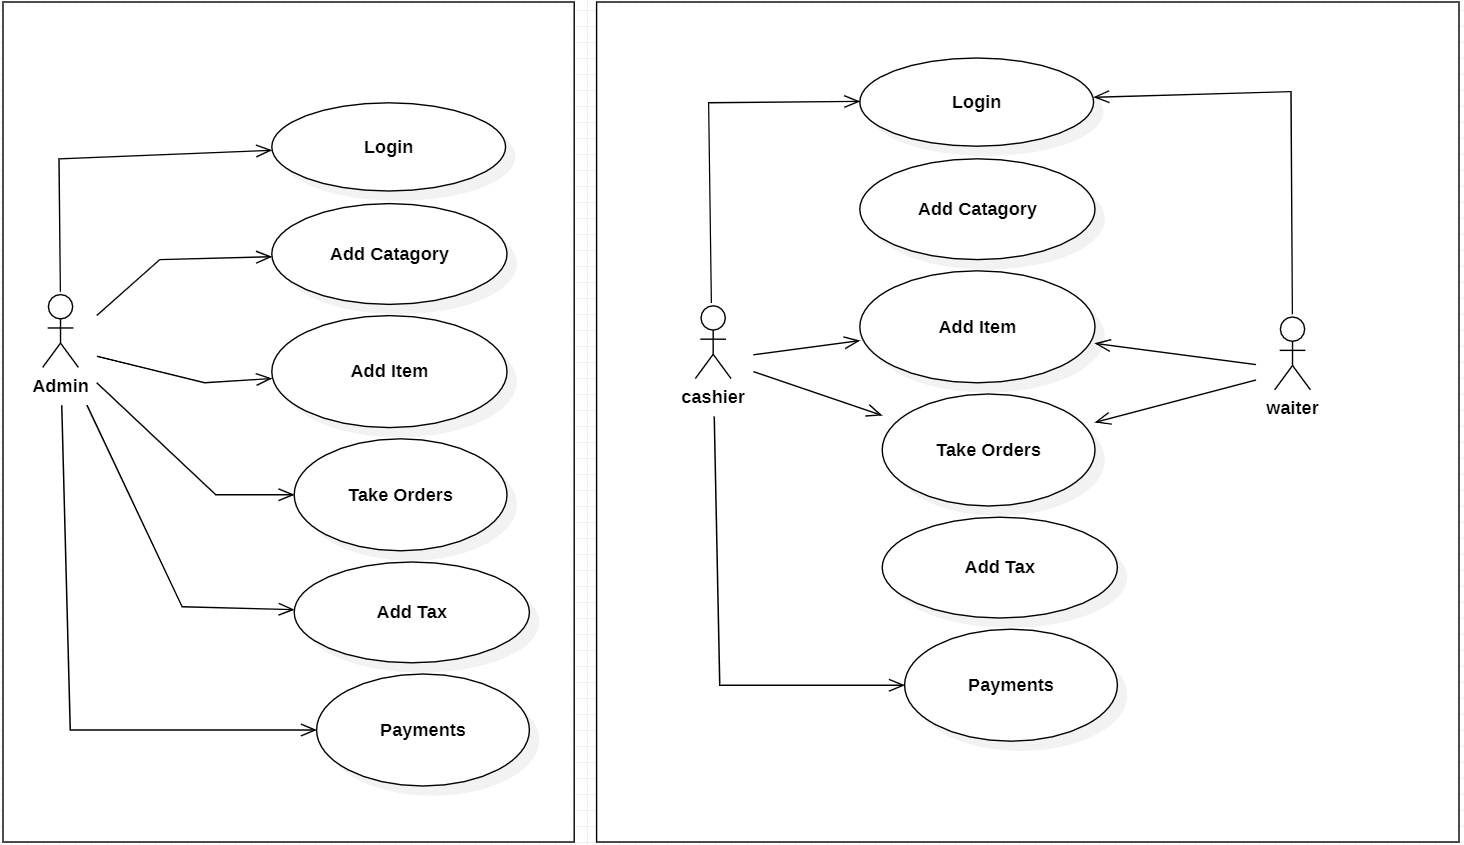 Login
Add Catagory
Add Item
Admin
Take Orders
Add Tax
Payments
Login
Add Catagory
Add Item
cashier
waiter
Take Orders
Add Tax
Payments